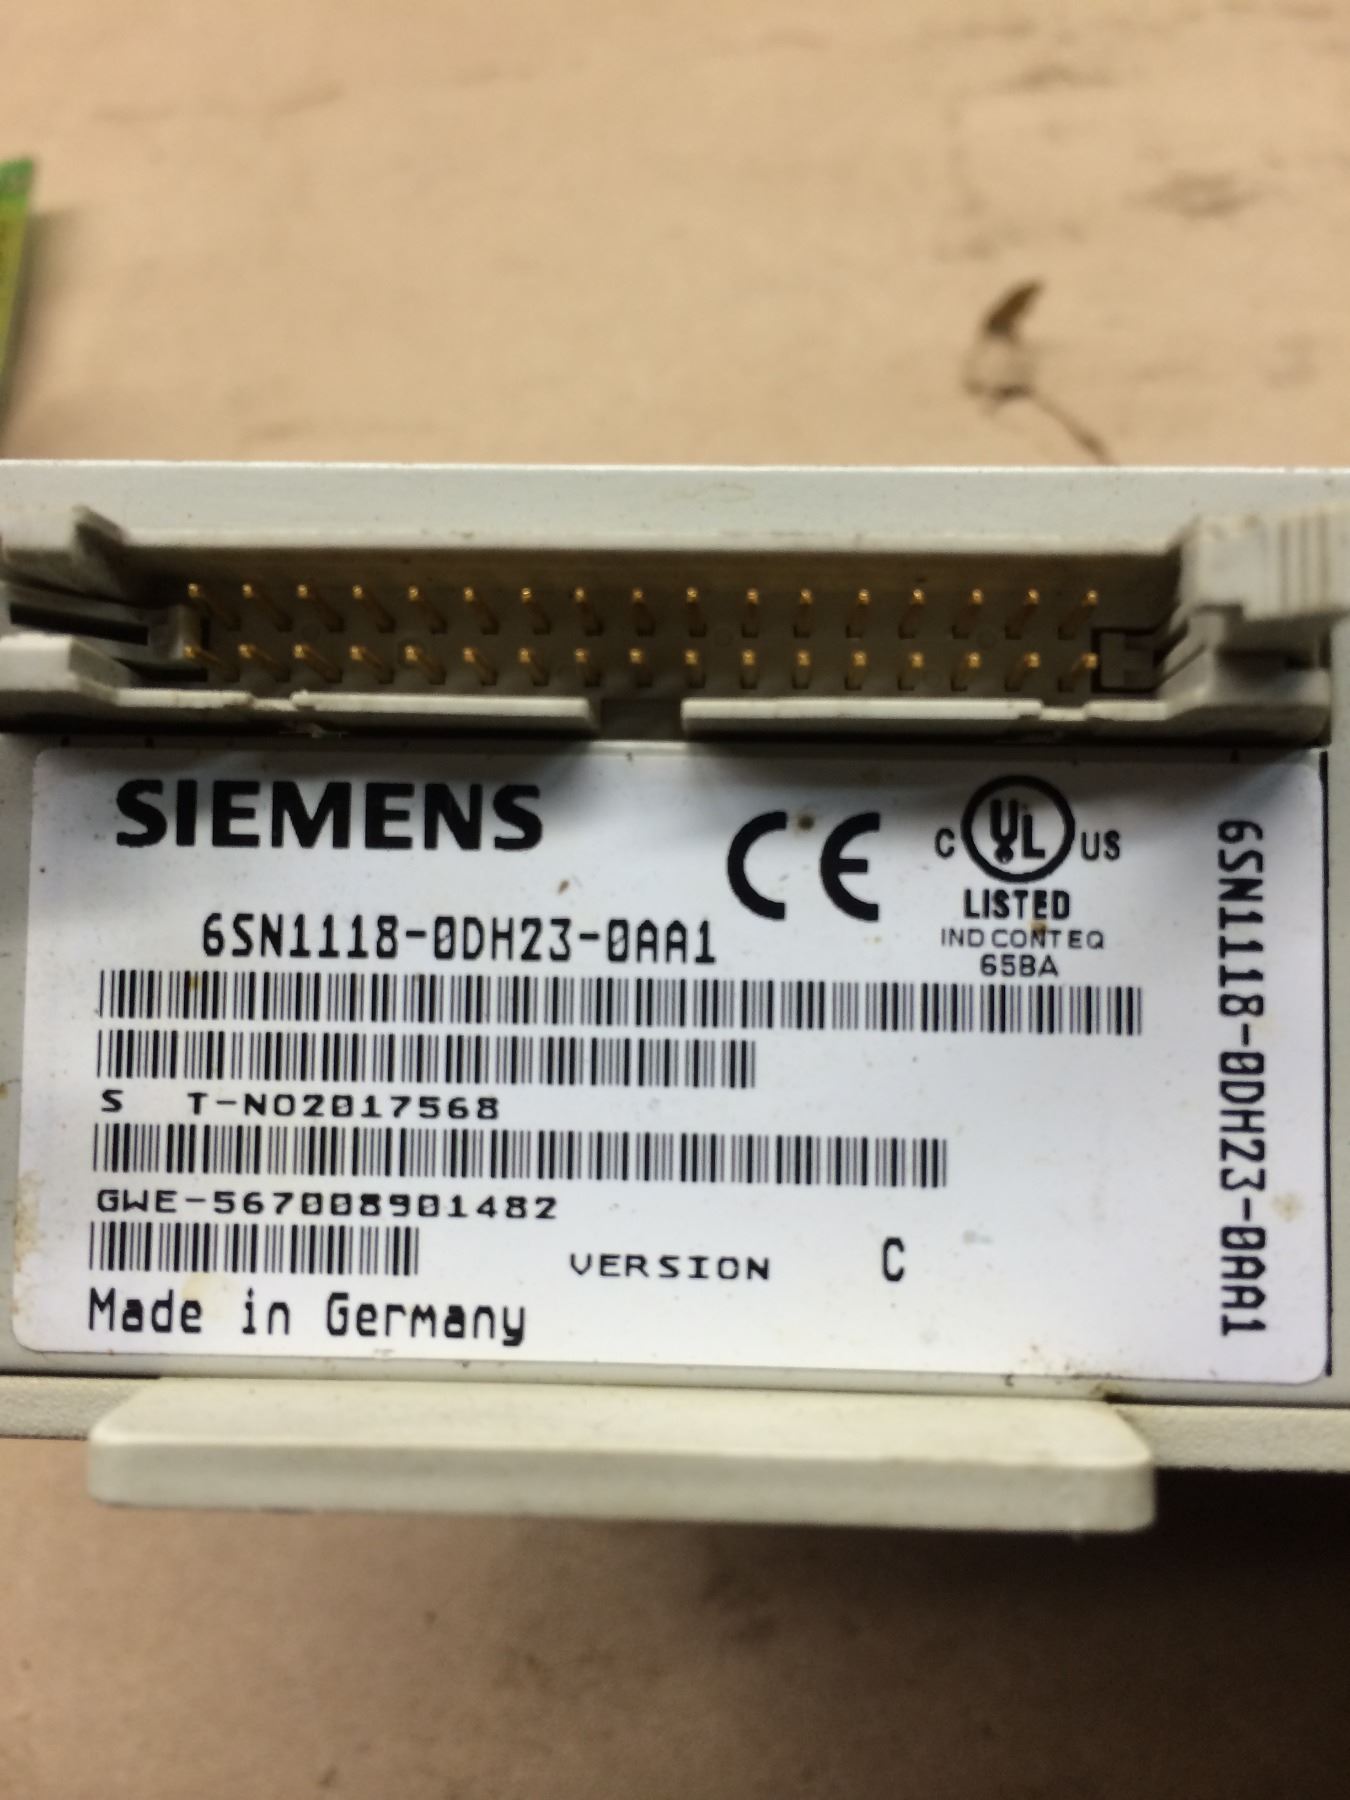 SIEMENS
CE
C UL US
LISTED
IND CONT EQ
65BA
6SN1118-0DH23-0AA1
S T-NO2017568
GWE-567008901482
VERSION C
Made in Germany
6SN1118-0DH23-0AA1